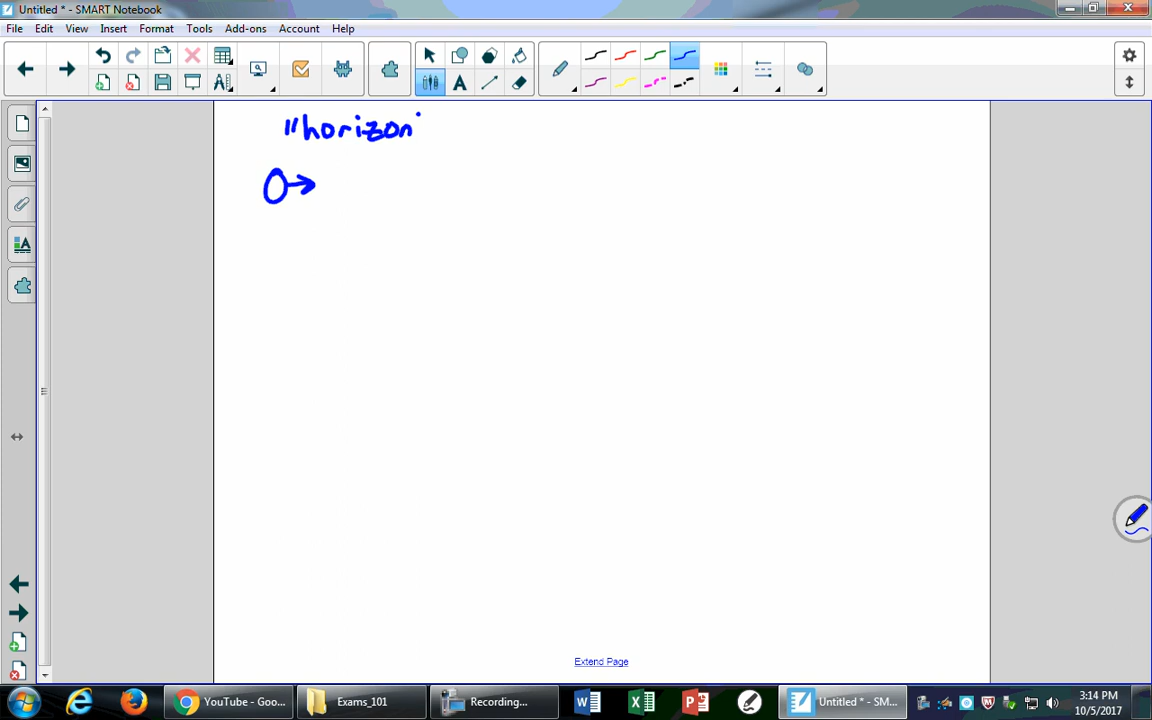 Untitled * - SMART Notebook
File Edit View Insert Format Tools Add-ons Account Help
"horizon'
Extend Page
YouTube - Goo...
Exams_101
Recording...
Untitled * - SM...
3:14 PM
10/5/2017